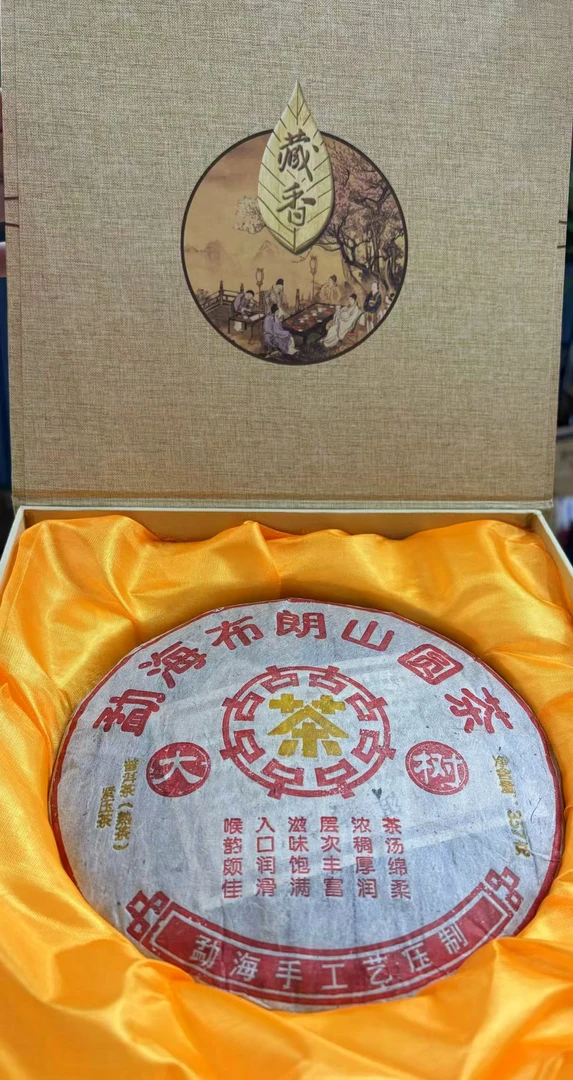 藏香
勐海布朗山圆茶
茶
大
树
普洱茶(熟茶)
紧压茶
净含量:357克
茶汤绵柔
浓稠厚润
层次丰富
滋味饱满
入口润滑
喉韵颇佳
勐海手工艺压制